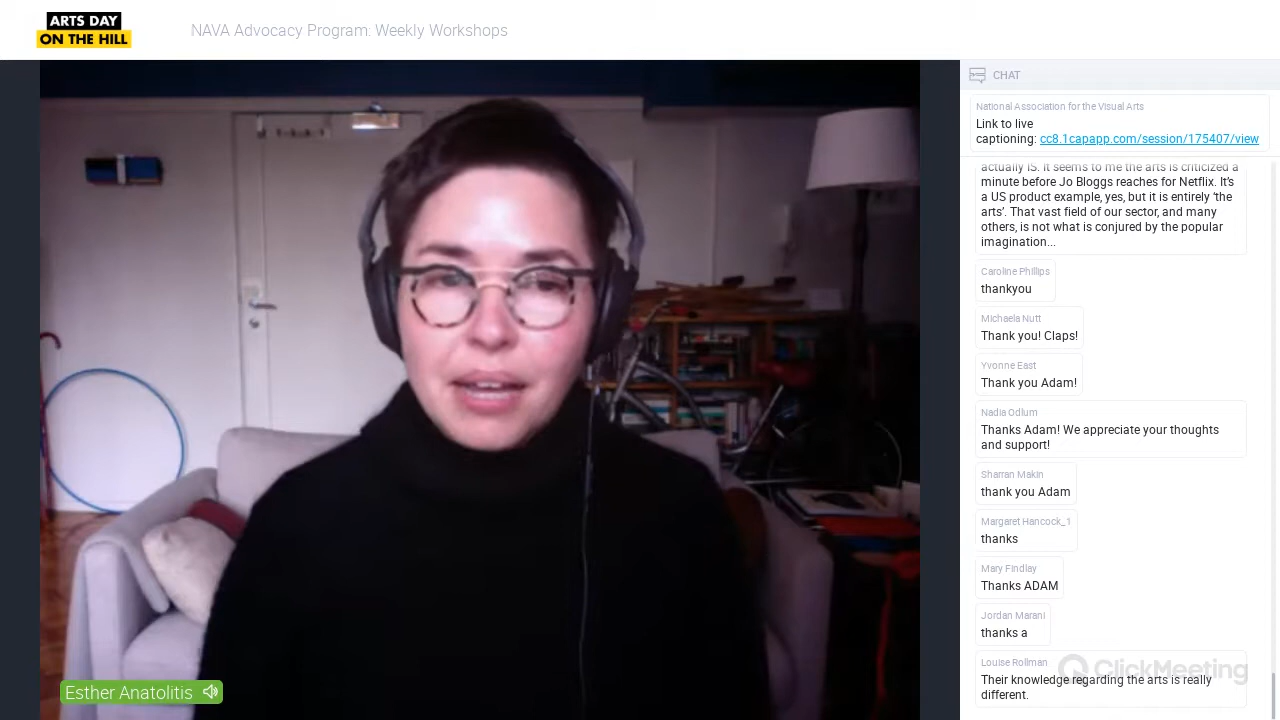 ARTS DAY
ON THE HILL
NAVA Advocacy Program: Weekly Workshops
CHAT
National Association for the Visual Arts
Link to live
captioning: cc8.1capapp.com/session/175407/view
actually IS. It seems to me the arts is criticized a
minute before Jo Bloggs reaches for Netflix. It's
a US product example, yes, but it is entirely 'the
arts'. That vast field of our sector, and many
others, is not what is conjured by the popular
imagination...
Caroline Phillips
thankyou
Michaela Nutt
Thank you! Claps!
Yvonne East
Thank you Adam!
Nadia Odlum
Thanks Adam! We appreciate your thoughts
and support!
Sharran Makin
thank you Adam
Margaret Hancock_1
thanks
Mary Findlay
Thanks ADAM
Jordan Marani
thanks a
Louise Rollman
Their knowledge regarding the arts is really
different.
ClickMeeting
Esther Anatolitis